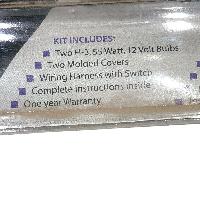 KIT INCLUDES:
Two H-3, 55 Watt, 12 Volt Bulbs
Two Molded Covers
Wiring Harness with Switch
Complete instructions inside
One year Warranty